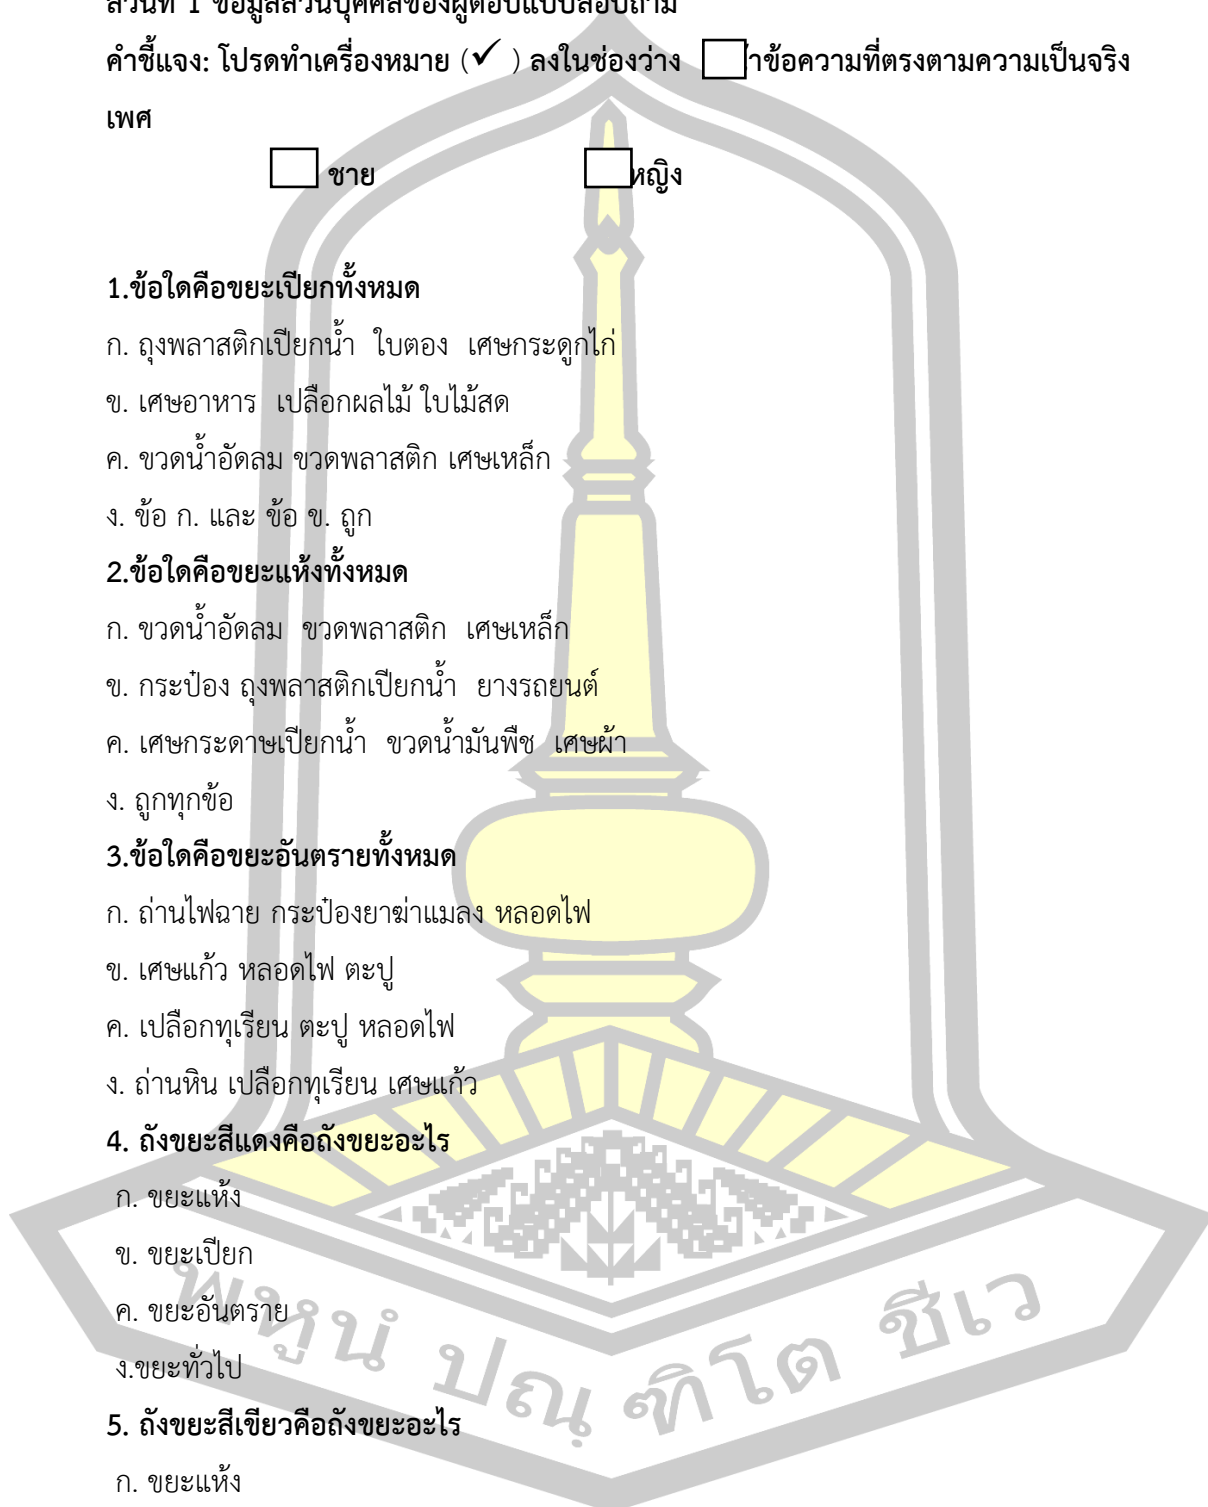 ส่วนที่ 1 ข้อมูลส่วนบุคคลของผู้ตอบแบบสอบถาม
คำชี้แจง: โปรดทำเครื่องหมาย (✓ ) ลงในช่องว่าง าข้อความที่ตรงตามความเป็นจริง
เพศ
ชาย หญิง
1.ข้อใดคือขยะเปียกทั้งหมด
ก. ถุงพลาสติกเปียกน้ำ ใบตอง เศษกระดูกไก่
ข. เศษอาหาร เปลือกผลไม้ ใบไม้สด
ค. ขวดน้ำอัดลม ขวดพลาสติก เศษเหล็ก
ง. ข้อ ก. และ ข้อ ข. ถูก
2.ข้อใดคือขยะแห้งทั้งหมด
ก. ขวดน้ำอัดลม ขวดพลาสติก เศษเหล็ก
ข. กระป๋อง ถุงพลาสติกเปียกน้ำ ยางรถยนต์
ค. เศษกระดาษเปียกน้ำ ขวดน้ำมันพืช เศษผ้า
ง. ถูกทุกข้อ
3.ข้อใดคือขยะอันตรายทั้งหมด
ก. ถ่านไฟฉาย กระป๋องยาฆ่าแมลง หลอดไฟ
ข. เศษแก้ว หลอดไฟ ตะปู
ค. เปลือกทุเรียน ตะปู หลอดไฟ
ง. ถ่านหิน เปลือกทุเรียน เศษแก้ว
4. ถังขยะสีแดงคือถังขยะอะไร
ก. ขยะแห้ง
ข. ขยะเปียก
ค. ขยะอันตราย
ง.ขยะทั่วไป
5. ถังขยะสีเขียวคือถังขยะอะไร
ก. ขยะแห้ง
พหูนํ ปณฺฑิโต ชีเว